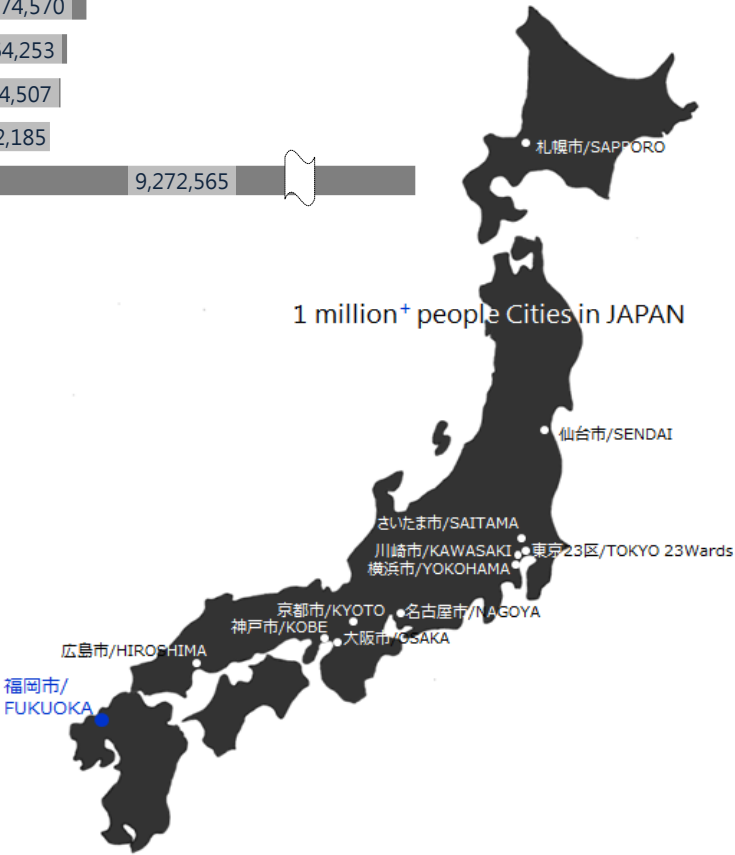 74,570
4,253
4,507
2,185
9,272,565
札幌市/SAPPORO
1 million+ people Cities in JAPAN
仙台市/SENDAI
さいたま市/SAITAMA
川崎市/KAWASAKI
東京23区/TOKYO 23Wards
横浜市/YOKOHAMA
京都市/KYOTO
名古屋市/NAGOYA
神戸市/KOBE
大阪市/OSAKA
広島市/HIROSHIMA
福岡市/
FUKUOKA